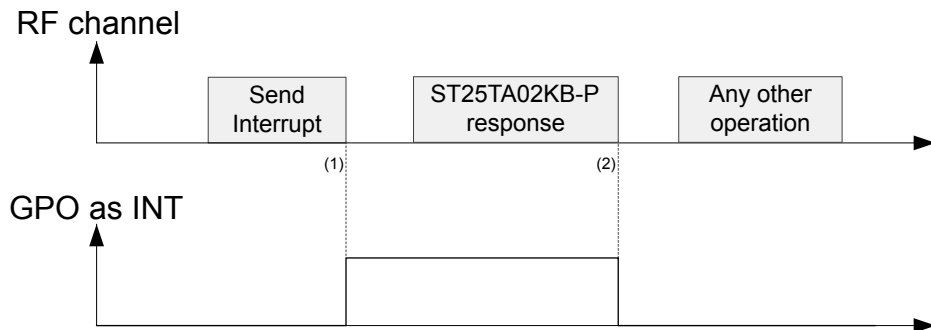 RF channel
Send
Interrupt
ST25TA02KB-P
response
Any other
operation
(1)
(2)
GPO as INT